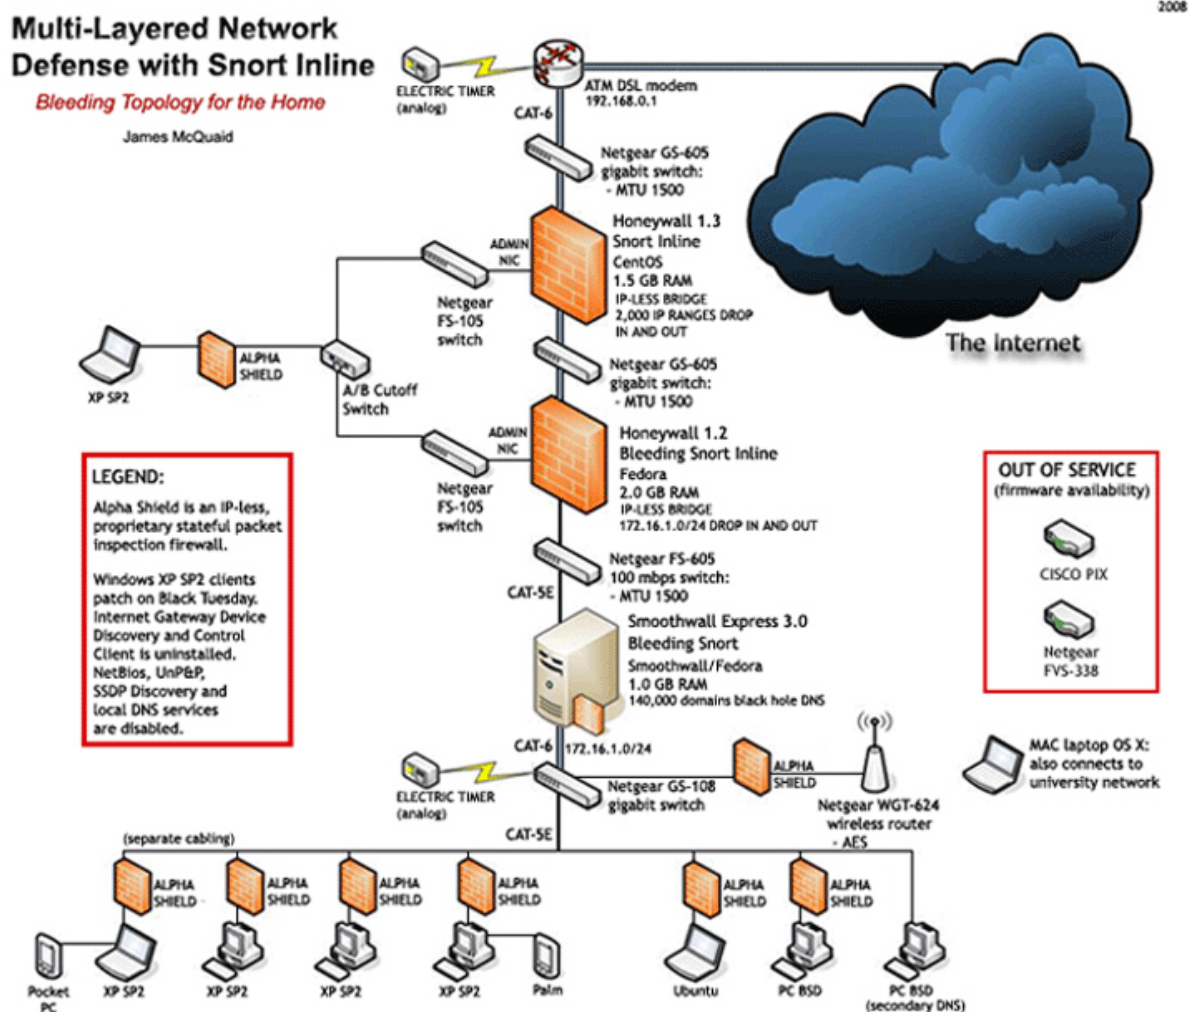 2008
Multi-Layered Network
Defense with Snort Inline
Bleeding Topology for the Home
James McQuaid
ELECTRIC TIMER
(analog)
ATM DSL modem
192.168.0.1
CAT-6
Netgear GS-605
gigabit switch:
- MTU 1500
Honeywall 1.3
Snort Inline
CentOS
1.5 GB RAM
IP-LESS BRIDGE
2,000 IP RANGES DROP
IN AND OUT
ADMIN
NIC
Netgear
FS-105
switch
The Internet
XP SP2
ALPHA
SHIELD
A/B Cutoff
Switch
Netgear GS-605
gigabit switch:
- MTU 1500
ADMIN
NIC
Netgear
FS-105
switch
Honeywall 1.2
Bleeding Snort Inline
Fedora
2.0 GB RAM
IP-LESS BRIDGE
172.16.1.0/24 DROP IN AND OUT
LEGEND:
Alpha Shield is an IP-less,
proprietary stateful packet
inspection firewall.
Windows XP SP2 clients
patch on Black Tuesday.
Internet Gateway Device
Discovery and Control
Client is uninstalled.
NetBios, UnP&P,
SSDP Discovery and
local DNS services
are disabled.
OUT OF SERVICE
(firmware availability)
CISCO PIX
Netgear
FVS-338
Netgear FS-605
100 mbps switch:
- MTU 1500
CAT-5E
Smoothwall Express 3.0
Bleeding Snort
Smoothwall/Fedora
1.0 GB RAM
140,000 domains black hole DNS
CAT-6
172.16.1.0/24
ELECTRIC TIMER
(analog)
Netgear GS-108
gigabit switch
ALPHA
SHIELD
Netgear WGT-624
wireless router
- AES
MAC laptop OS X:
also connects to
university network
CAT-5E
(separate cabling)
ALPHA
SHIELD
ALPHA
SHIELD
ALPHA
SHIELD
ALPHA
SHIELD
ALPHA
SHIELD
ALPHA
SHIELD
Pocket
PC
XP SP2
XP SP2
XP SP2
XP SP2
Palm
Ubuntu
PC BSD
PC BSD
(secondary DNS)